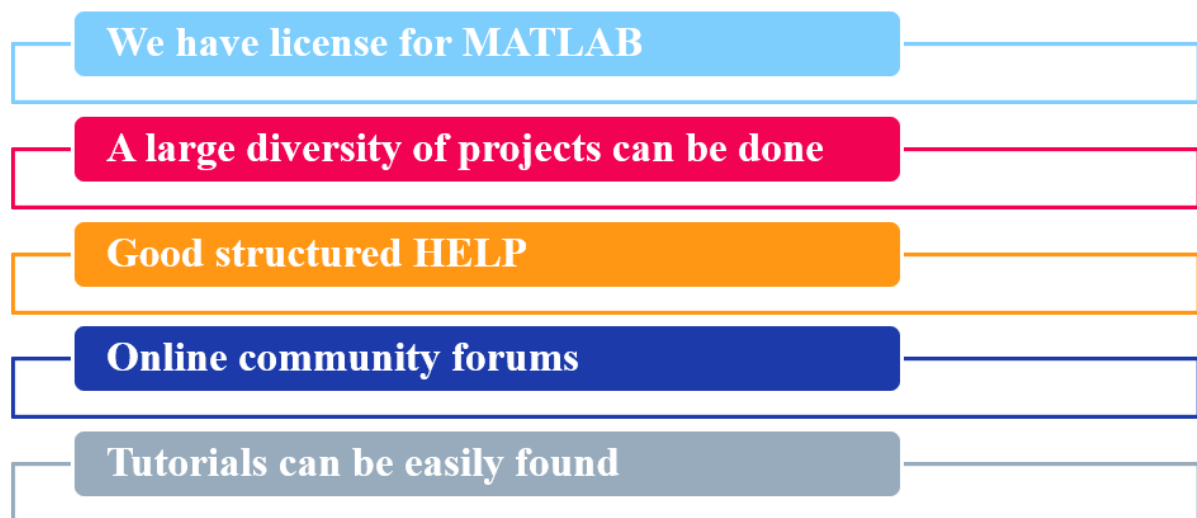 We have license for MATLAB
A large diversity of projects can be done
Good structured HELP
Online community forums
Tutorials can be easily found